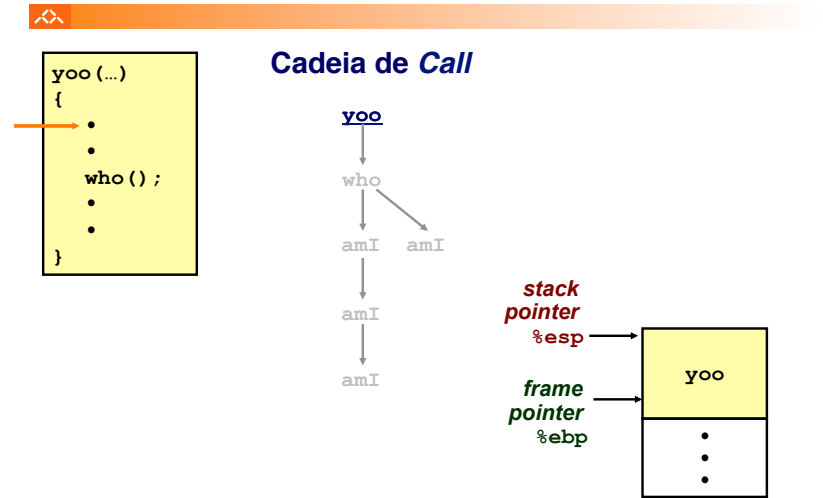 Cadeia de Call
yoo(…)
{
•
•
who();
•
•
}
yoo
who
amI amI
amI
amI
stack
pointer
%esp
yoo
frame
pointer
%ebp
•
•
•